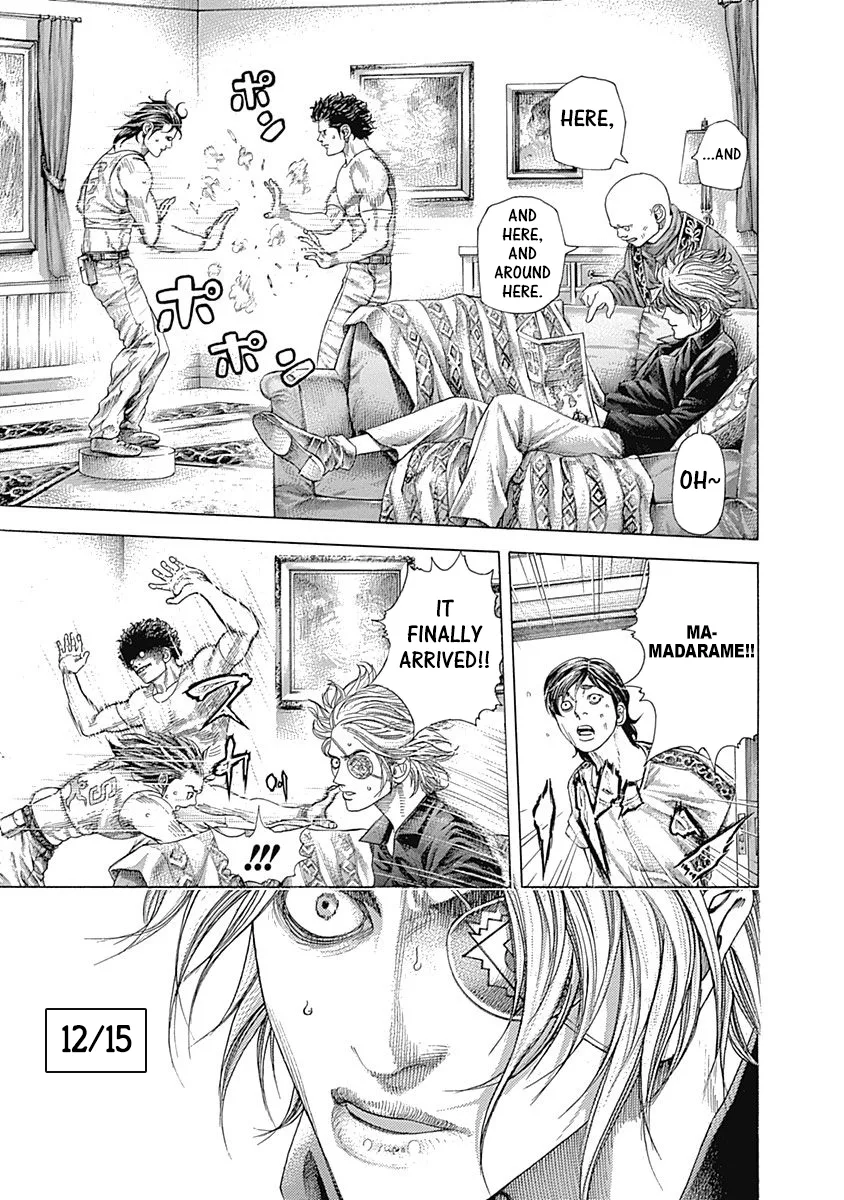 ...AND
HERE,
AND
HERE,
AND
AROUND
HERE.
OH~
ポン
ポポン
MA-
MADARAME!!
IT
FINALLY
ARRIVED!!
!!!
12/15